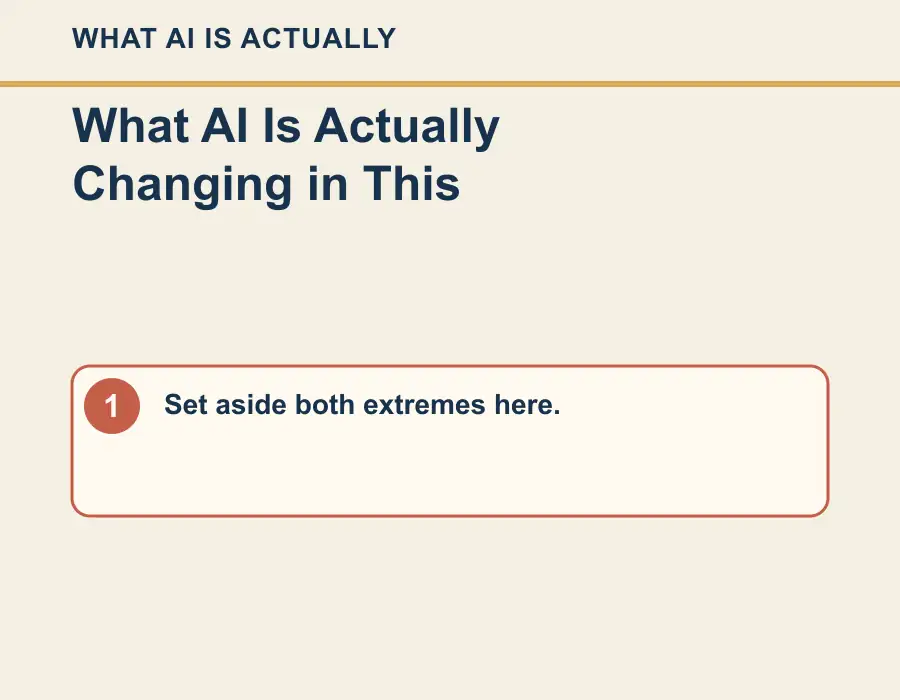 WHAT AI IS ACTUALLY
What AI Is Actually
Changing in This
1
Set aside both extremes here.